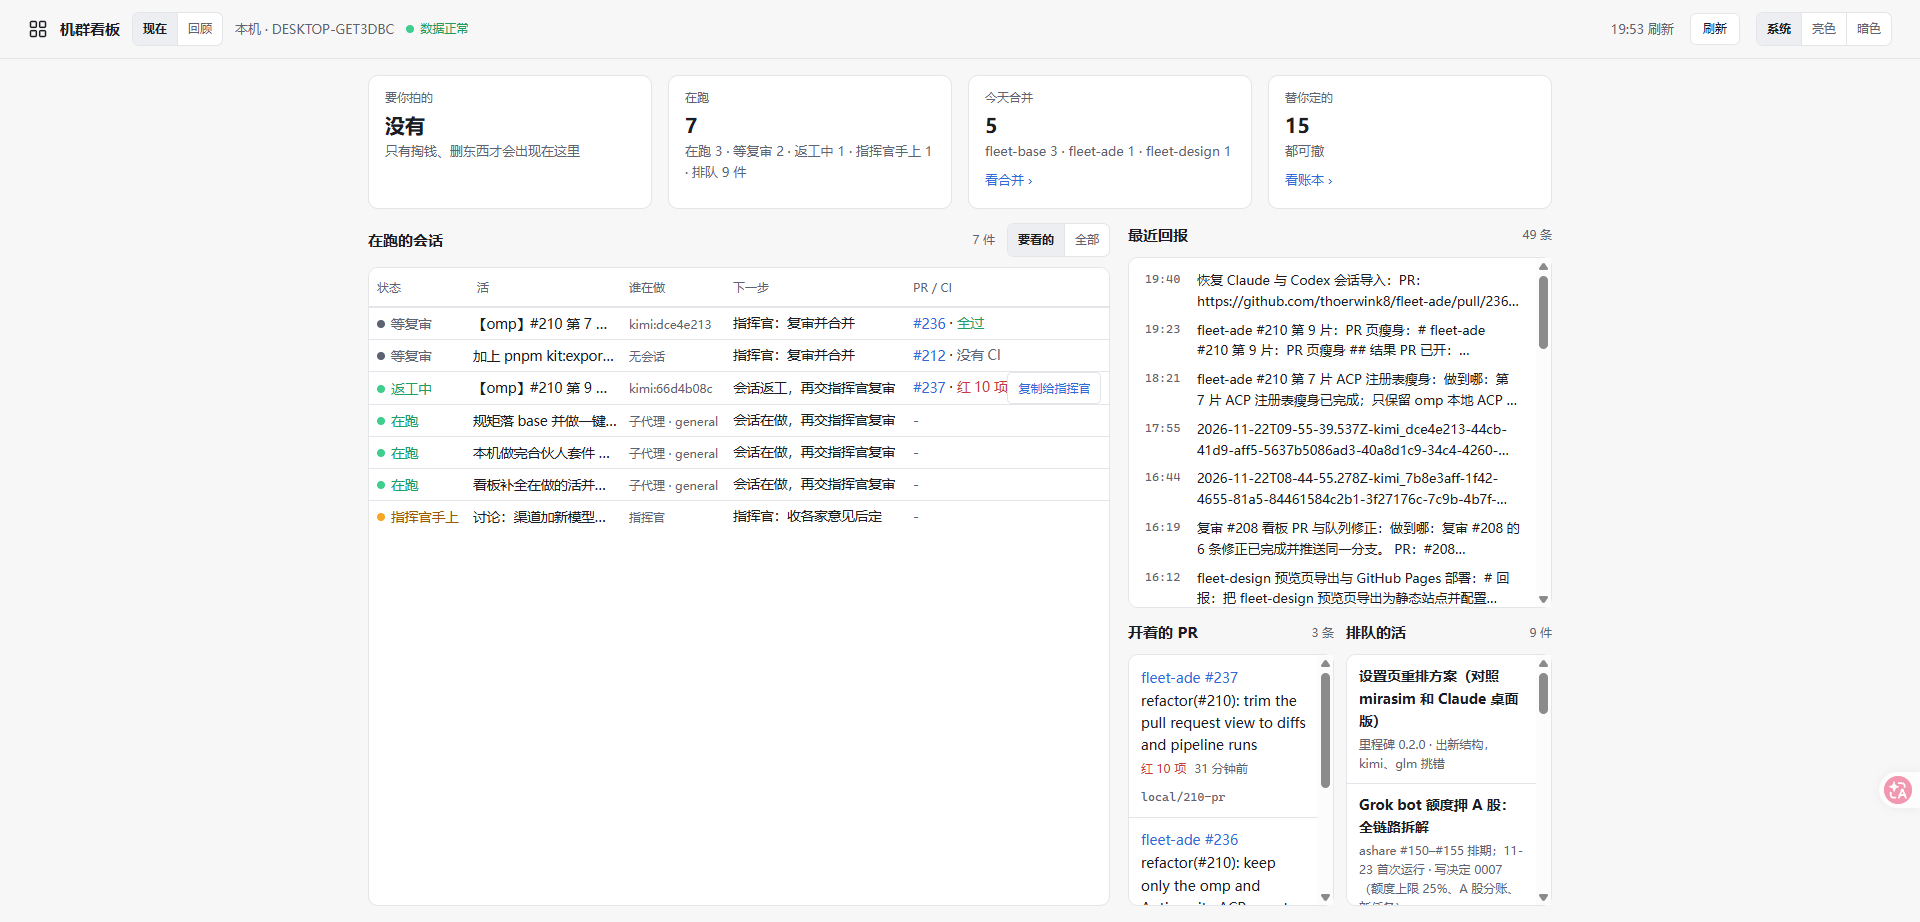 机群看板 现在 回顾 本机 · DESKTOP-GET3DBC 数据正常 19:53 刷新 刷新 系统 亮色 暗色
要你拍的
没有
只有掏钱、删东西才会出现在这里
在跑
7
在跑 3 · 等复审 2 · 返工中 1 · 指挥官手上 1
· 排队 9 件
今天合并
5
fleet-base 3 · fleet-ade 1 · fleet-design 1
看合并 ›
替你定的
15
都可撤
看账本 ›
在跑的会话 7 件 要看的 全部
状态 活 谁在做 下一步 PR / CI
等复审 【omp】#210 第 7 ... kimi:dce4e213 指挥官：复审并合并 #236 · 全过
等复审 加上 pnpm kit:expor... 无会话 指挥官：复审并合并 #212 · 没有 CI
返工中 【omp】#210 第 9 ... kimi:66d4b08c 会话返工，再交指挥官复审 #237 · 红 10 项 复制给指挥官
在跑 规矩落 base 并做一键... 子代理 · general 会话在做，再交指挥官复审 -
在跑 本机做完合伙人套件 ... 子代理 · general 会话在做，再交指挥官复审 -
在跑 看板补全在做的活并... 子代理 · general 会话在做，再交指挥官复审 -
指挥官手上 讨论：渠道加新模型... 指挥官 指挥官：收各家意见后定 -
最近回报 49 条
19:40 恢复 Claude 与 Codex 会话导入：PR：
https://github.com/thoerwink8/fleet-ade/pull/236...
19:23 fleet-ade #210 第 9 片：PR 页瘦身：# fleet-ade
#210 第 9 片：PR 页瘦身 ## 结果 PR 已开：...
18:21 fleet-ade #210 第 7 片 ACP 注册表瘦身：做到哪：第
7 片 ACP 注册表瘦身已完成；只保留 omp 本地 ACP ...
17:55 2026-11-22T09-55-39.537Z-kimi_dce4e213-44cb-
41d9-aff5-5637b5086ad3-40a8d1c9-34c4-4260-...
16:44 2026-11-22T08-44-55.278Z-kimi_7b8e3aff-1f42-
4655-81a5-84461584c2b1-3f27176c-7c9b-4b7f-...
16:19 复审 #208 看板 PR 与队列修正：做到哪：复审 #208 的
6 条修正已完成并推送同一分支。 PR：#208...
16:12 fleet-design 预览页导出与 GitHub Pages 部署：# 回
报：把 fleet-design 预览页导出为静态站点并配置...
开着的 PR 3 条
fleet-ade #237
refactor(#210): trim the
pull request view to diffs
and pipeline runs
红 10 项 31 分钟前
local/210-pr
fleet-ade #236
refactor(#210): keep
only the omp and
排队的活 9 件
设置页重排方案（对照
mirasim 和 Claude 桌面
版）
里程碑 0.2.0 · 出新结构，
kimi、glm 挑错
Grok bot 额度押 A 股：
全链路拆解
ashare #150–#155 排期；11-
23 首次运行 · 写决定 0007
（额度上限 25%、A 股分账、